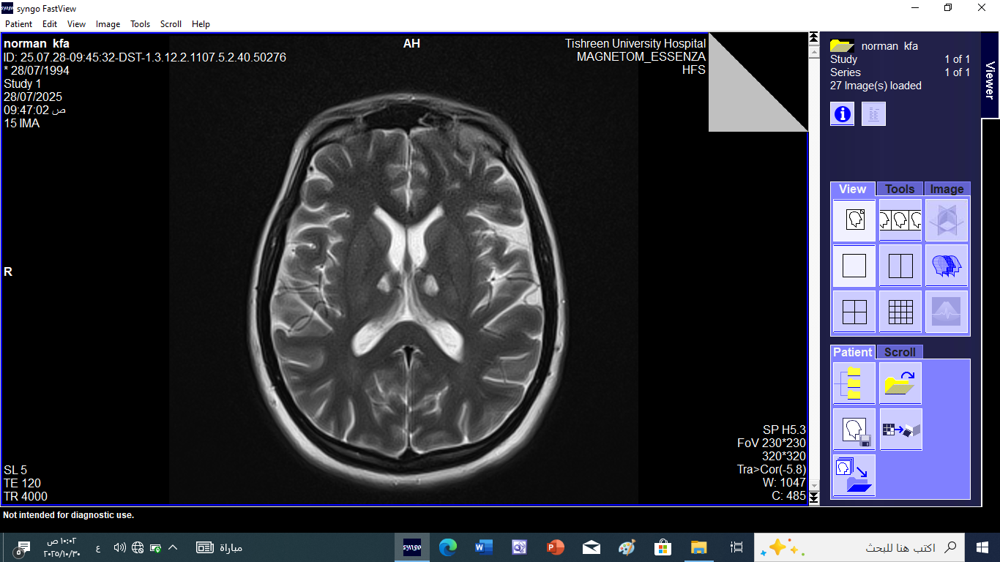 syngo FastView
Patient Edit View Image Tools Scroll Help
norman kfa
ID: 25.07.28-09:45:32-DST-1.3.12.2.1107.5.2.40.50276
* 28/07/1994
Study 1
28/07/2025
09:47:02 ص
15 IMA
AH
Tishreen University Hospital
MAGNETOM_ESSENZA
HFS
R
SL 5
TE 120
TR 4000
SP H5.3
FoV 230*230
320*320
Tra>Cor(-5.8)
W: 1047
C: 485
norman kfa
Study 1 of 1
Series 1 of 1
27 Image(s) loaded
Viewer
View Tools Image
Patient Scroll
Not intended for diagnostic use.
١٠:٠٢ ص
٢٠٢٥/١٠/٣٠
٥
ع
مباراة
syngo
اكتب هنا للبحث